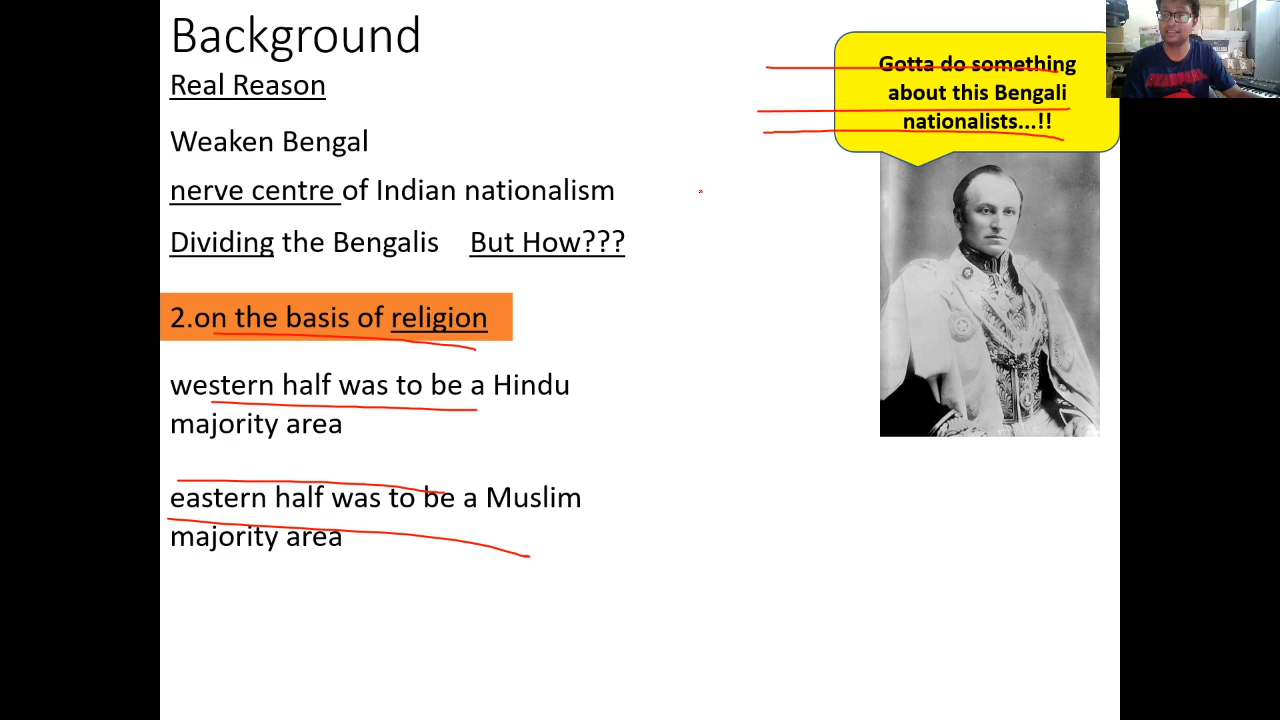 Background
Real Reason
Weaken Bengal
nerve centre of Indian nationalism
Dividing the Bengalis But How???
2.on the basis of religion
western half was to be a Hindu
majority area
eastern half was to be a Muslim
majority area
Gotta do something
about this Bengali
nationalists...!!